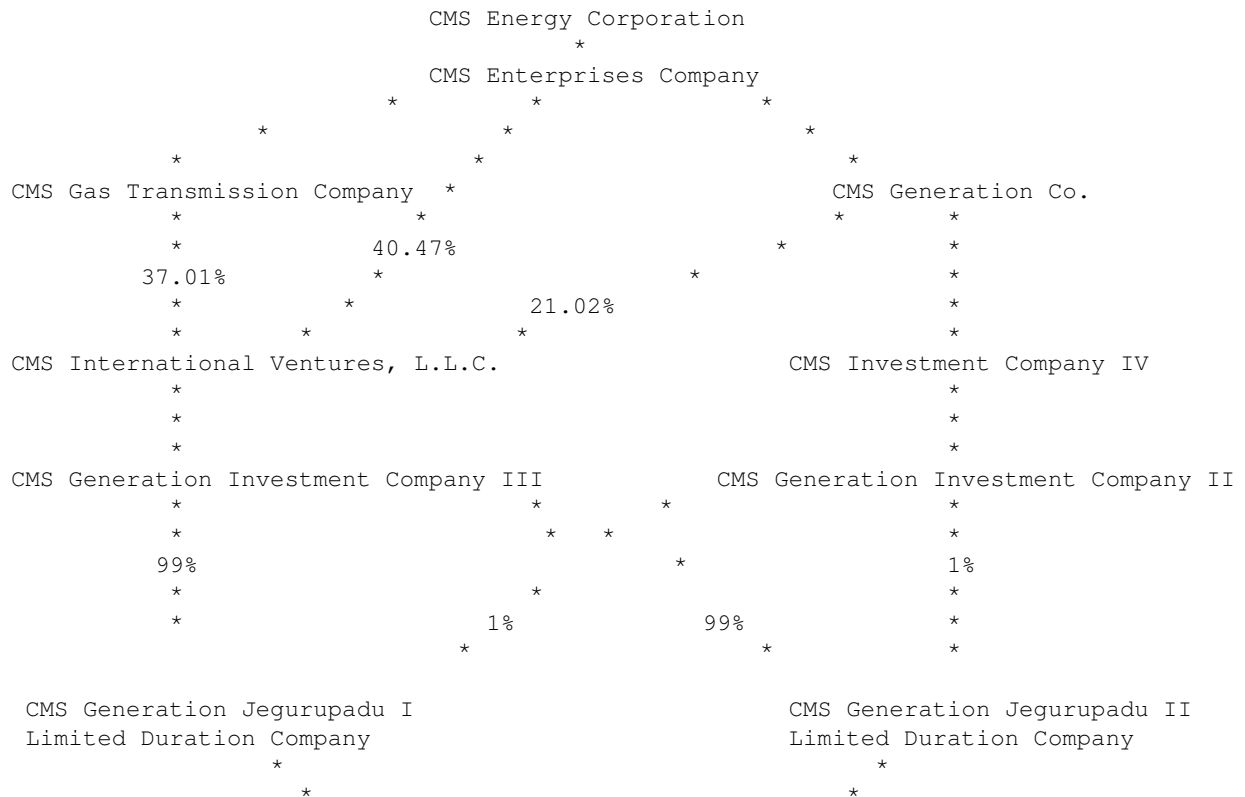 CMS Energy Corporation
*
CMS Enterprises Company
* * *
* * *
* * *
CMS Gas Transmission Company * CMS Generation Co.
* * * *
* 40.47% * *
37.01% * * *
* * 21.02% *
* * * *
CMS International Ventures, L.L.C. CMS Investment Company IV
* *
* *
* *
CMS Generation Investment Company III CMS Generation Investment Company II
* * * *
* * * *
99% * 1%
* * *
* 1% 99% *
* * *
CMS Generation Jegurupadu I CMS Generation Jegurupadu II
Limited Duration Company Limited Duration Company
* *
* *